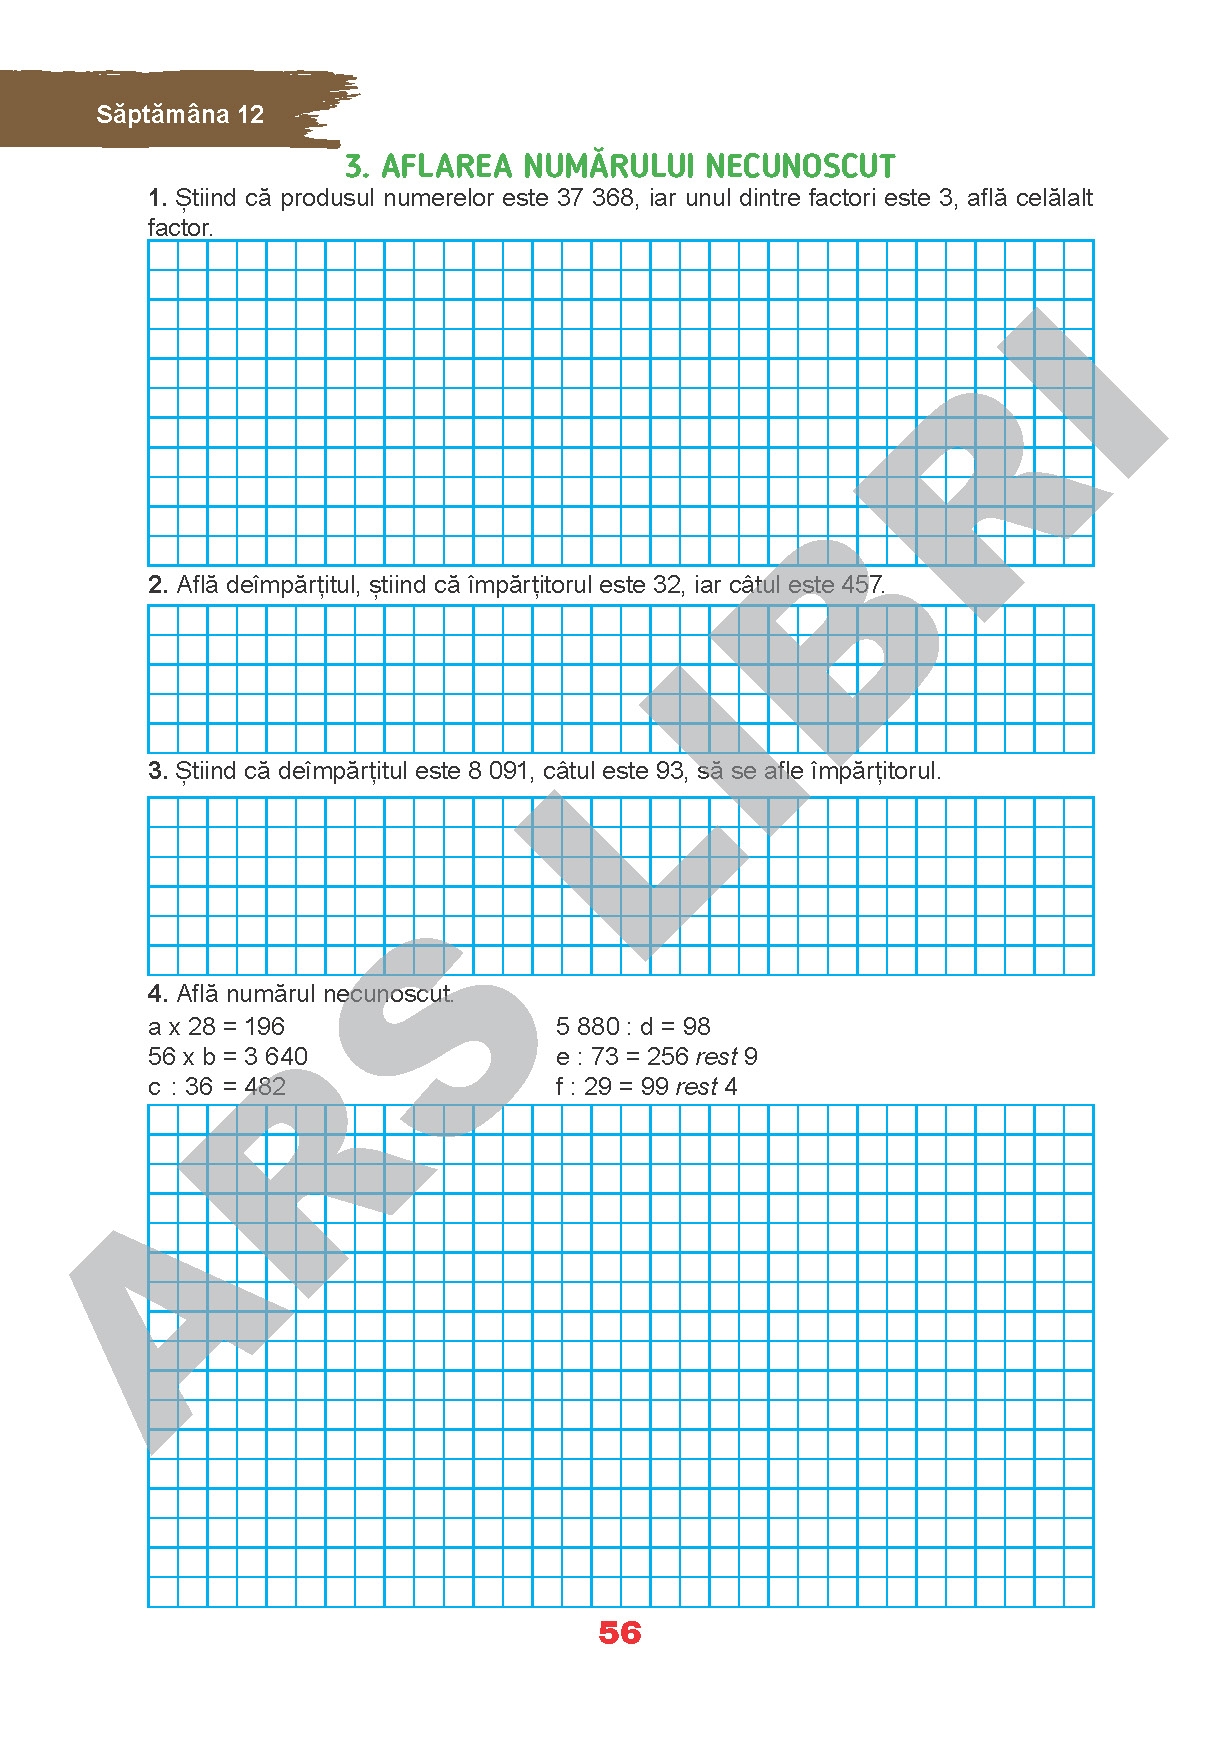 Săptămâna 12
3. AFLAREA NUMĂRULUI NECUNOSCUT
1. Știind că produsul numerelor este 37 368, iar unul dintre factori este 3, află celălalt
factor.
2. Află deîmpărțitul, știind că împărțitorul este 32, iar câtul este 457.
3. Știind că deîmpărțitul este 8 091, câtul este 93, să se afle împărțitorul.
4. Află numărul necunoscut.
a x 28 = 196
56 x b = 3 640
c : 36 = 482
5 880 : d = 98
e : 73 = 256 rest 9
f : 29 = 99 rest 4
ARS LIBRI
56